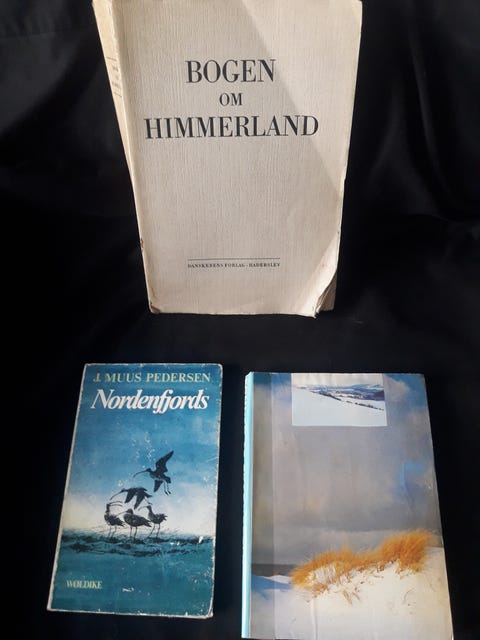 BOGEN
OM
HIMMERLAND
DANSKERENS FORLAG - HADERSLEV
J. MUUS PEDERSEN
Nordenfjords
WØLDIKE